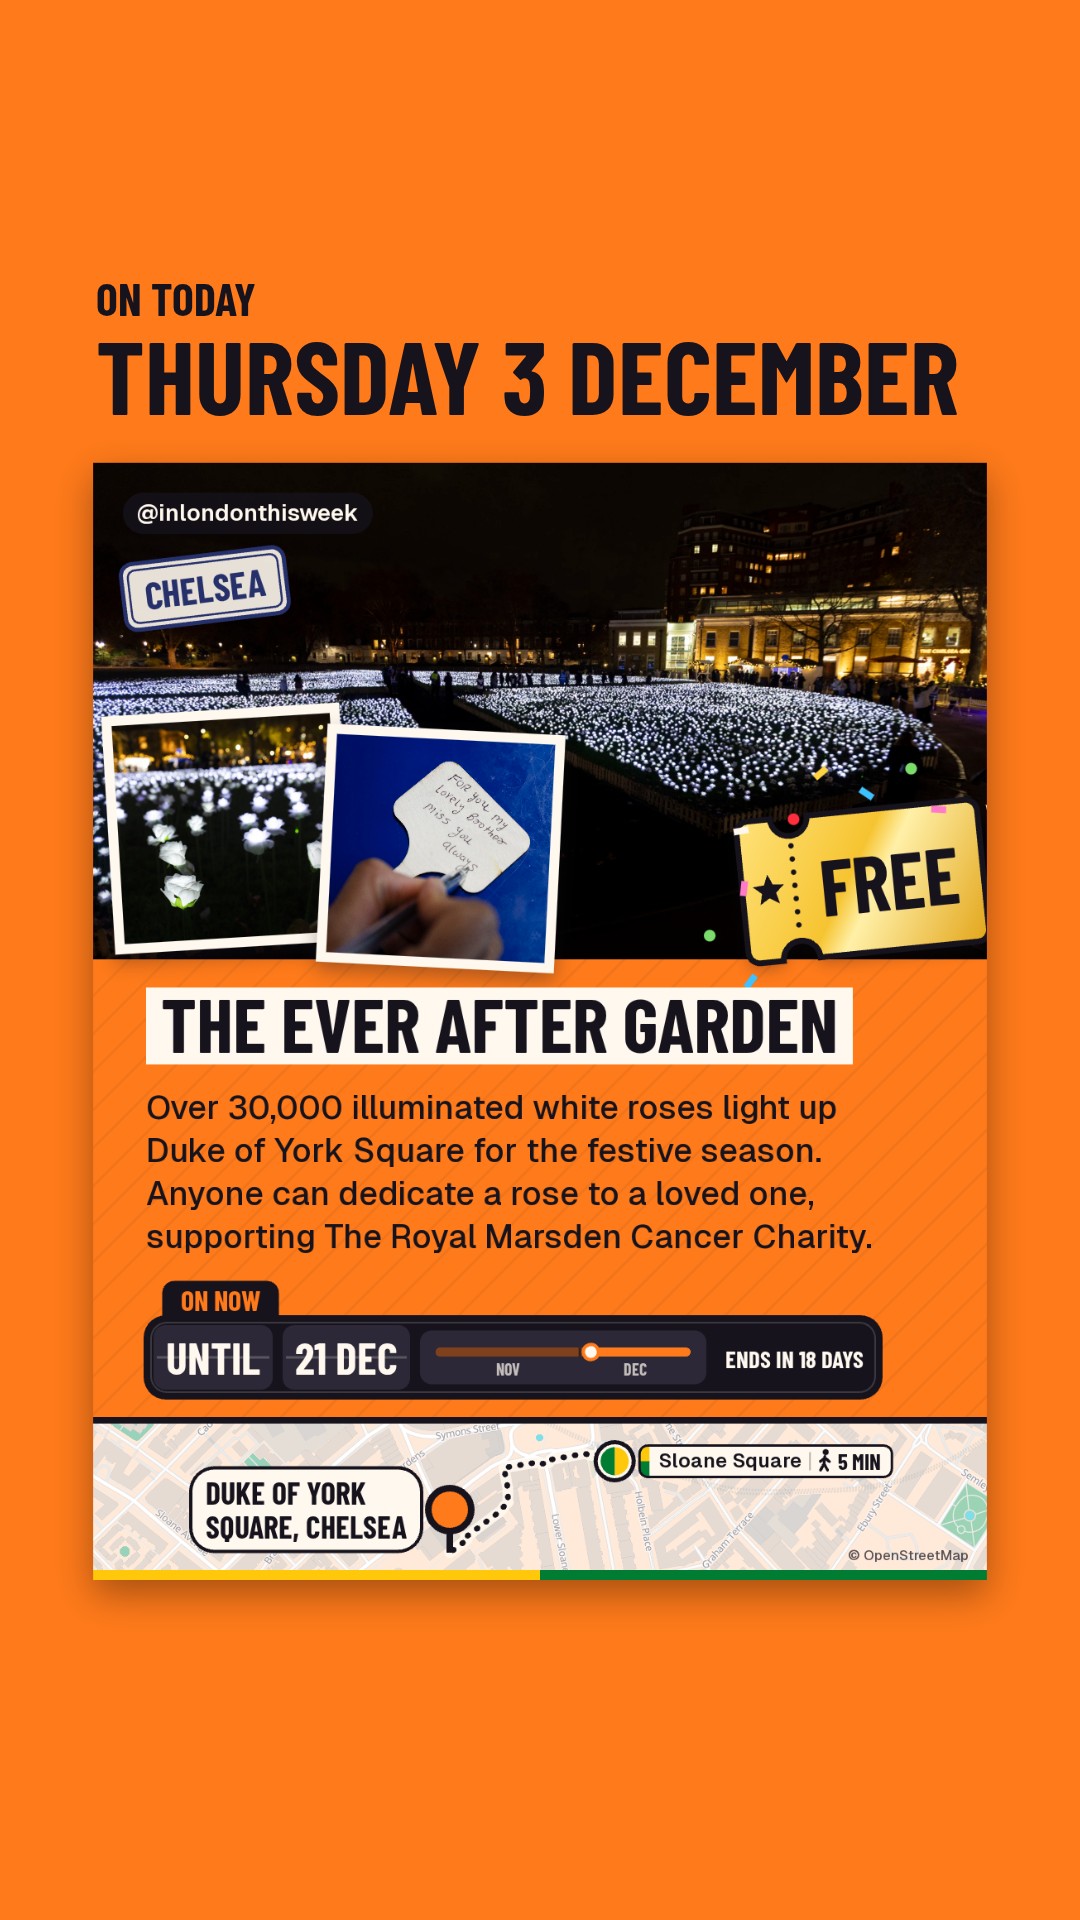 ON TODAY
THURSDAY 3 DECEMBER
@inlondonthisweek
CHELSEA
FOR you my
Lovely Brother
miss you
always
FREE
THE EVER AFTER GARDEN
Over 30,000 illuminated white roses light up
Duke of York Square for the festive season.
Anyone can dedicate a rose to a loved one,
supporting The Royal Marsden Cancer Charity.
ON NOW
UNTIL 21 DEC
NOV DEC
ENDS IN 18 DAYS
Symons Street
Sloane Square 5 MIN
DUKE OF YORK
SQUARE, CHELSEA
Holbein Place
Graham Terrace
Ebury Street
© OpenStreetMap